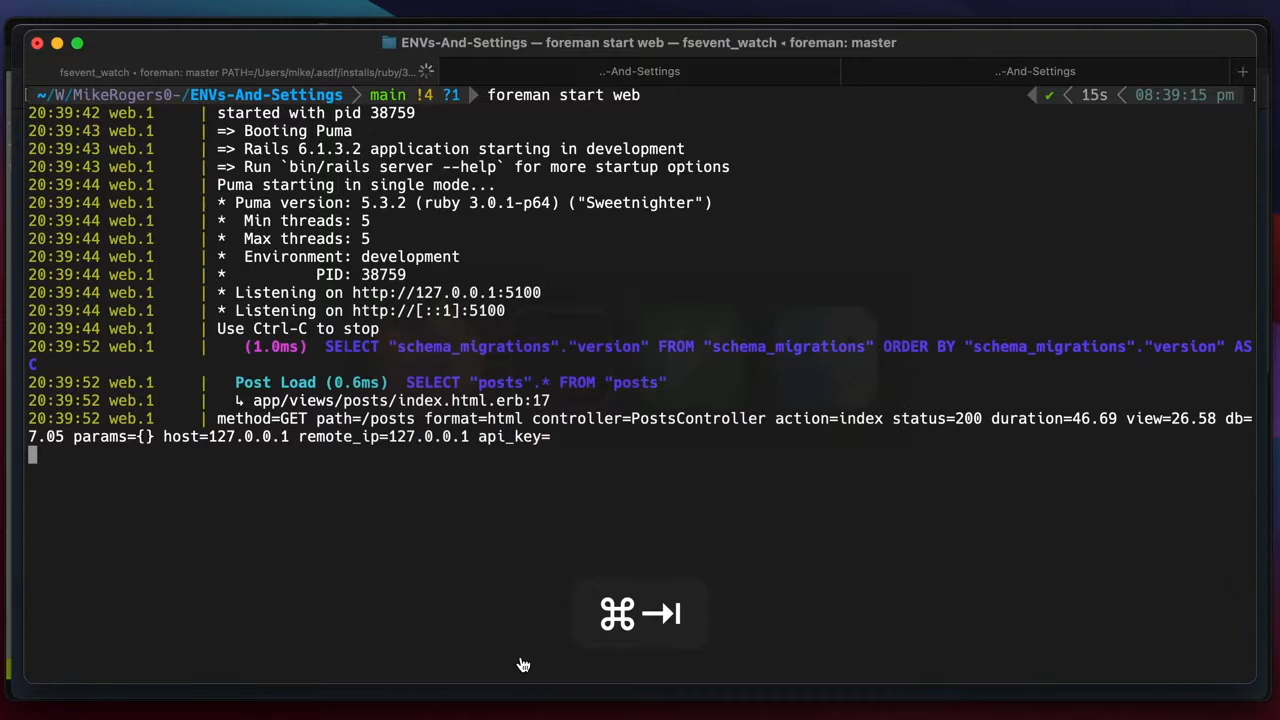 ENVs-And-Settings — foreman start web — fsevent_watch ◂ foreman: master
fsevent_watch ◂ foreman: master PATH=/Users/mike/.asdf/installs/ruby/3...
..-And-Settings
..-And-Settings
~/W/MikeRogers0-/ENVs-And-Settings main !4 ?1 foreman start web ✔ 15s 08:39:15 pm
20:39:42 web.1 | started with pid 38759
20:39:43 web.1 | => Booting Puma
20:39:43 web.1 | => Rails 6.1.3.2 application starting in development
20:39:43 web.1 | => Run `bin/rails server --help` for more startup options
20:39:44 web.1 | Puma starting in single mode...
20:39:44 web.1 | * Puma version: 5.3.2 (ruby 3.0.1-p64) ("Sweetnighter")
20:39:44 web.1 | *  Min threads: 5
20:39:44 web.1 | *  Max threads: 5
20:39:44 web.1 | *  Environment: development
20:39:44 web.1 | *          PID: 38759
20:39:44 web.1 | * Listening on http://127.0.0.1:5100
20:39:44 web.1 | * Listening on http://[::1]:5100
20:39:44 web.1 | Use Ctrl-C to stop
20:39:52 web.1 | (1.0ms) SELECT "schema_migrations"."version" FROM "schema_migrations" ORDER BY "schema_migrations"."version" AS
C
20:39:52 web.1 | Post Load (0.6ms) SELECT "posts".* FROM "posts"
20:39:52 web.1 | ↳ app/views/posts/index.html.erb:17
20:39:52 web.1 | method=GET path=/posts format=html controller=PostsController action=index status=200 duration=46.69 view=26.58 db=
7.05 params={} host=127.0.0.1 remote_ip=127.0.0.1 api_key=
⌘⇥